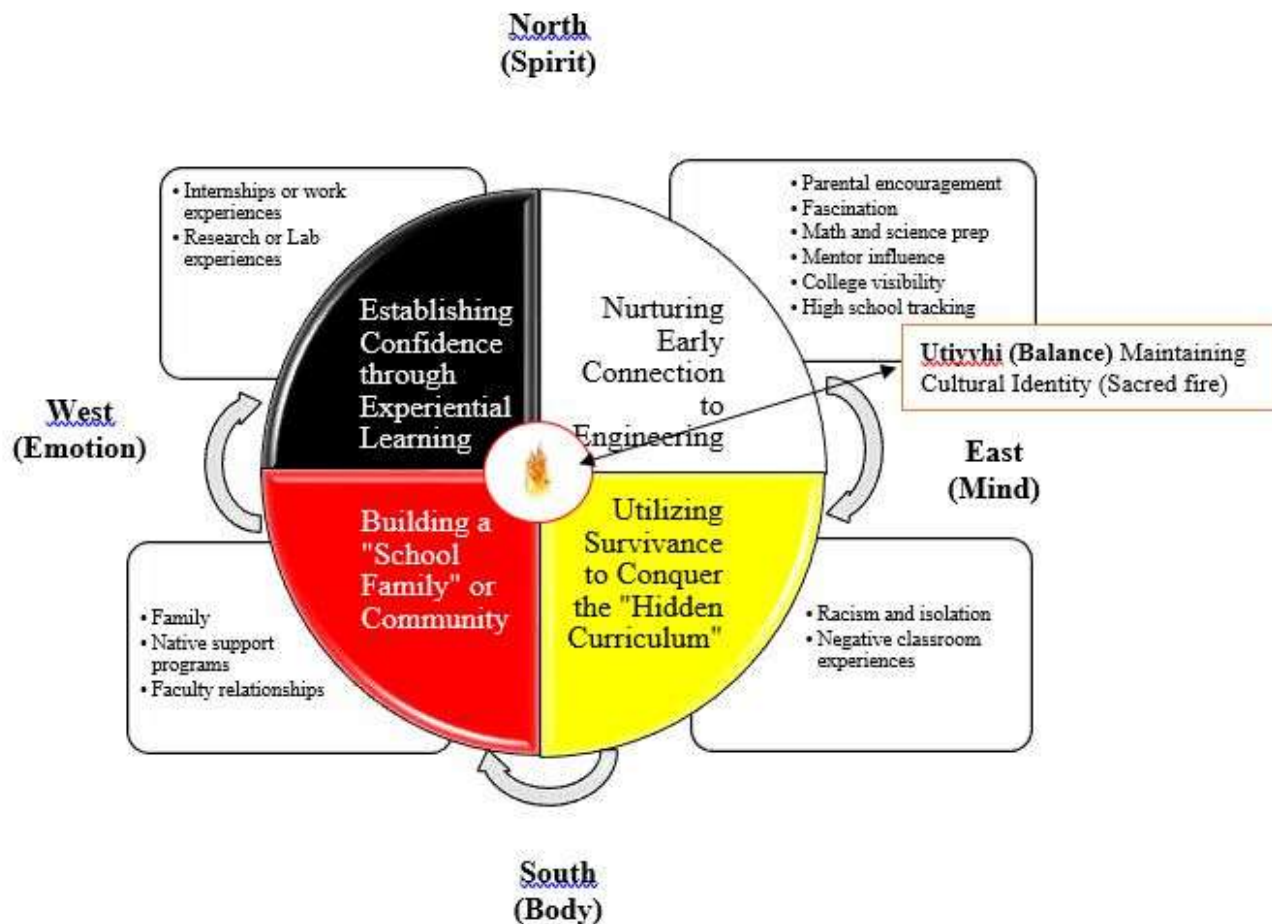 North
(Spirit)
• Internships or work
experiences
• Research or Lab
experiences
• Parental encouragement
• Fascination
• Math and science prep
• Mentor influence
• College visibility
• High school tracking
Establishing
Confidence
through
Experiential
Learning
Nurturing
Early
Connection
to
Engineering
Utivyhi (Balance) Maintaining
Cultural Identity (Sacred fire)
West
(Emotion)
East
(Mind)
Building a
"School
Family" or
Community
Utilizing
Survivance
to Conquer
the "Hidden
Curriculum"
• Family
• Native support
programs
• Faculty relationships
• Racism and isolation
• Negative classroom
experiences
South
(Body)